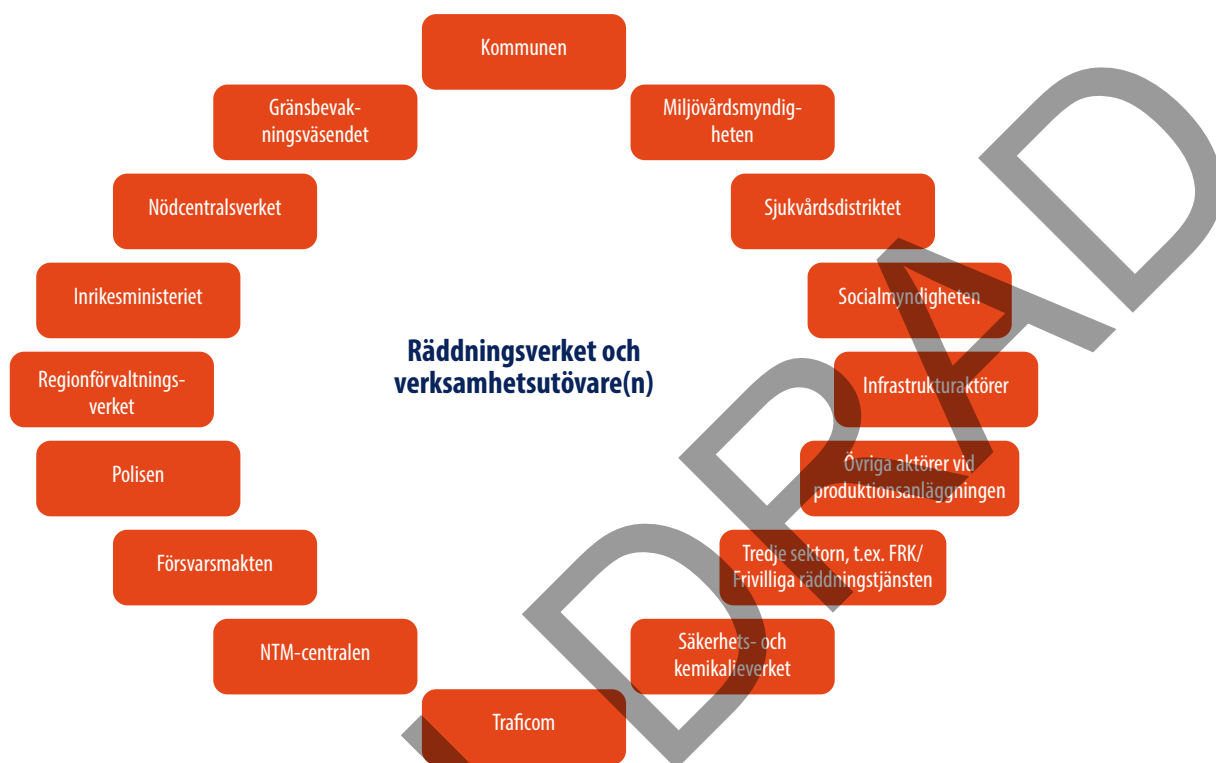 Kommunen
Gränsbevak-
ningsväsendet
Miljövårdsmyndig-
heten
Nödcentralsverket
Sjukvårdsdistriktet
Inrikesministeriet
Socialmyndigheten
Räddningsverket och
verksamhetsutövare(n)
Regionförvaltnings-
verket
Infrastrukturaktörer
Polisen
Övriga aktörer vid
produktionsanläggningen
Försvarsmakten
Tredje sektorn, t.ex. FRK/
Frivilliga räddningstjänsten
NTM-centralen
Säkerhets- och
kemikalieverket
Traficom
DRAD